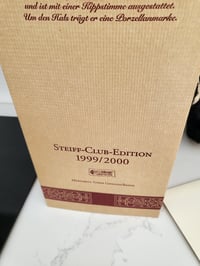 und ist mit einer Kippstimme ausgestattet.
Um den Hals trägt er eine Porzellanmarke.
STEIFF-CLUB-EDITION
1999/2000